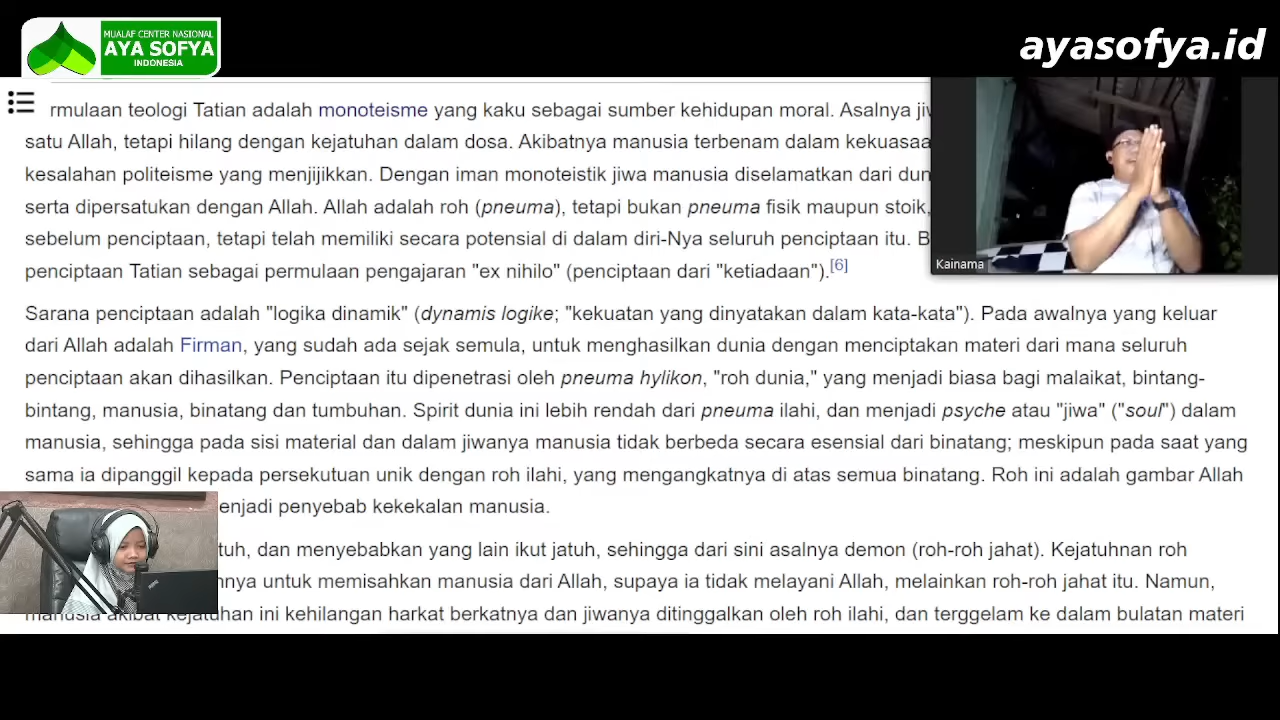 MUALAF CENTER NASIONAL
AYA SOFYA
INDONESIA
ayasofya.id
rmulaan teologi Tatian adalah monoteisme yang kaku sebagai sumber kehidupan moral. Asalnya
satu Allah, tetapi hilang dengan kejatuhan dalam dosa. Akibatnya manusia terbenam dalam
kesalahan politeisme yang menjijikkan. Dengan iman monoteistik jiwa manusia diselamatkan dari
serta dipersatukan dengan Allah. Allah adalah roh (pneuma), tetapi bukan pneuma fisik maupun stoik,
sebelum penciptaan, tetapi telah memiliki secara potensial di dalam diri-Nya seluruh penciptaan itu.
penciptaan Tatian sebagai permulaan pengajaran "ex nihilo" (penciptaan dari "ketiadaan").[6]
Kainama
Sarana penciptaan adalah "logika dinamik" (dynamis logike; "kekuatan yang dinyatakan dalam kata-kata"). Pada awalnya yang keluar
dari Allah adalah Firman, yang sudah ada sejak semula, untuk menghasilkan dunia dengan menciptakan materi dari mana seluruh
penciptaan akan dihasilkan. Penciptaan itu dipenetrasi oleh pneuma hylikon, "roh dunia," yang menjadi biasa bagi malaikat, bintang-
bintang, manusia, binatang dan tumbuhan. Spirit dunia ini lebih rendah dari pneuma ilahi, dan menjadi psyche atau "jiwa" ("soul") dalam
manusia, sehingga pada sisi material dan dalam jiwanya manusia tidak berbeda secara esensial dari binatang; meskipun pada saat yang
sama ia dipanggil kepada persekutuan unik dengan roh ilahi, yang mengangkatnya di atas semua binatang. Roh ini adalah gambar Allah
enjadi penyebab kekekalan manusia.
tuh, dan menyebabkan yang lain ikut jatuh, sehingga dari sini asalnya demon (roh-roh jahat). Kejatuhnan roh
nnya untuk memisahkan manusia dari Allah, supaya ia tidak melayani Allah, melainkan roh-roh jahat itu. Namun,
manusia akibat kejatuhan ini kehilangan harkat berkatnya dan jiwanya ditinggalkan oleh roh ilahi, dan terggelam ke dalam bulatan materi